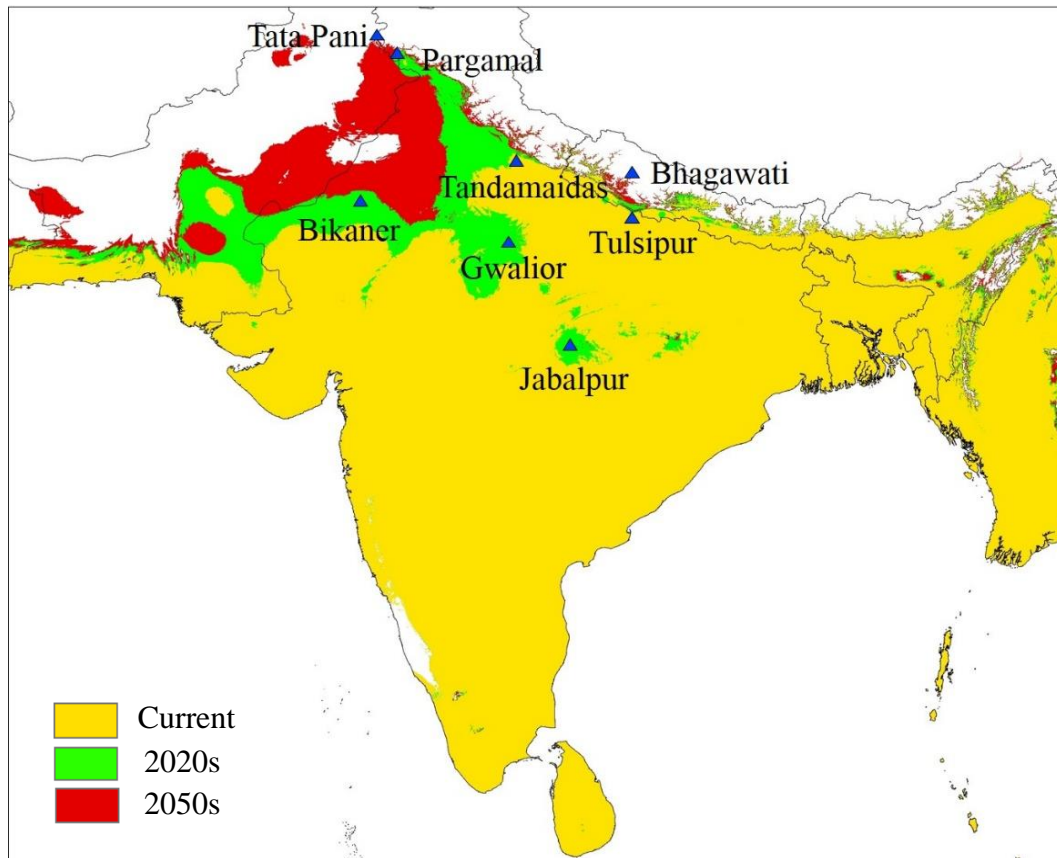 Tata Pani
Pargamal
Bhagawati
Tandamaidas
Bikaner
Tulsipur
Gwalior
Jabalpur
Current
2020s
2050s